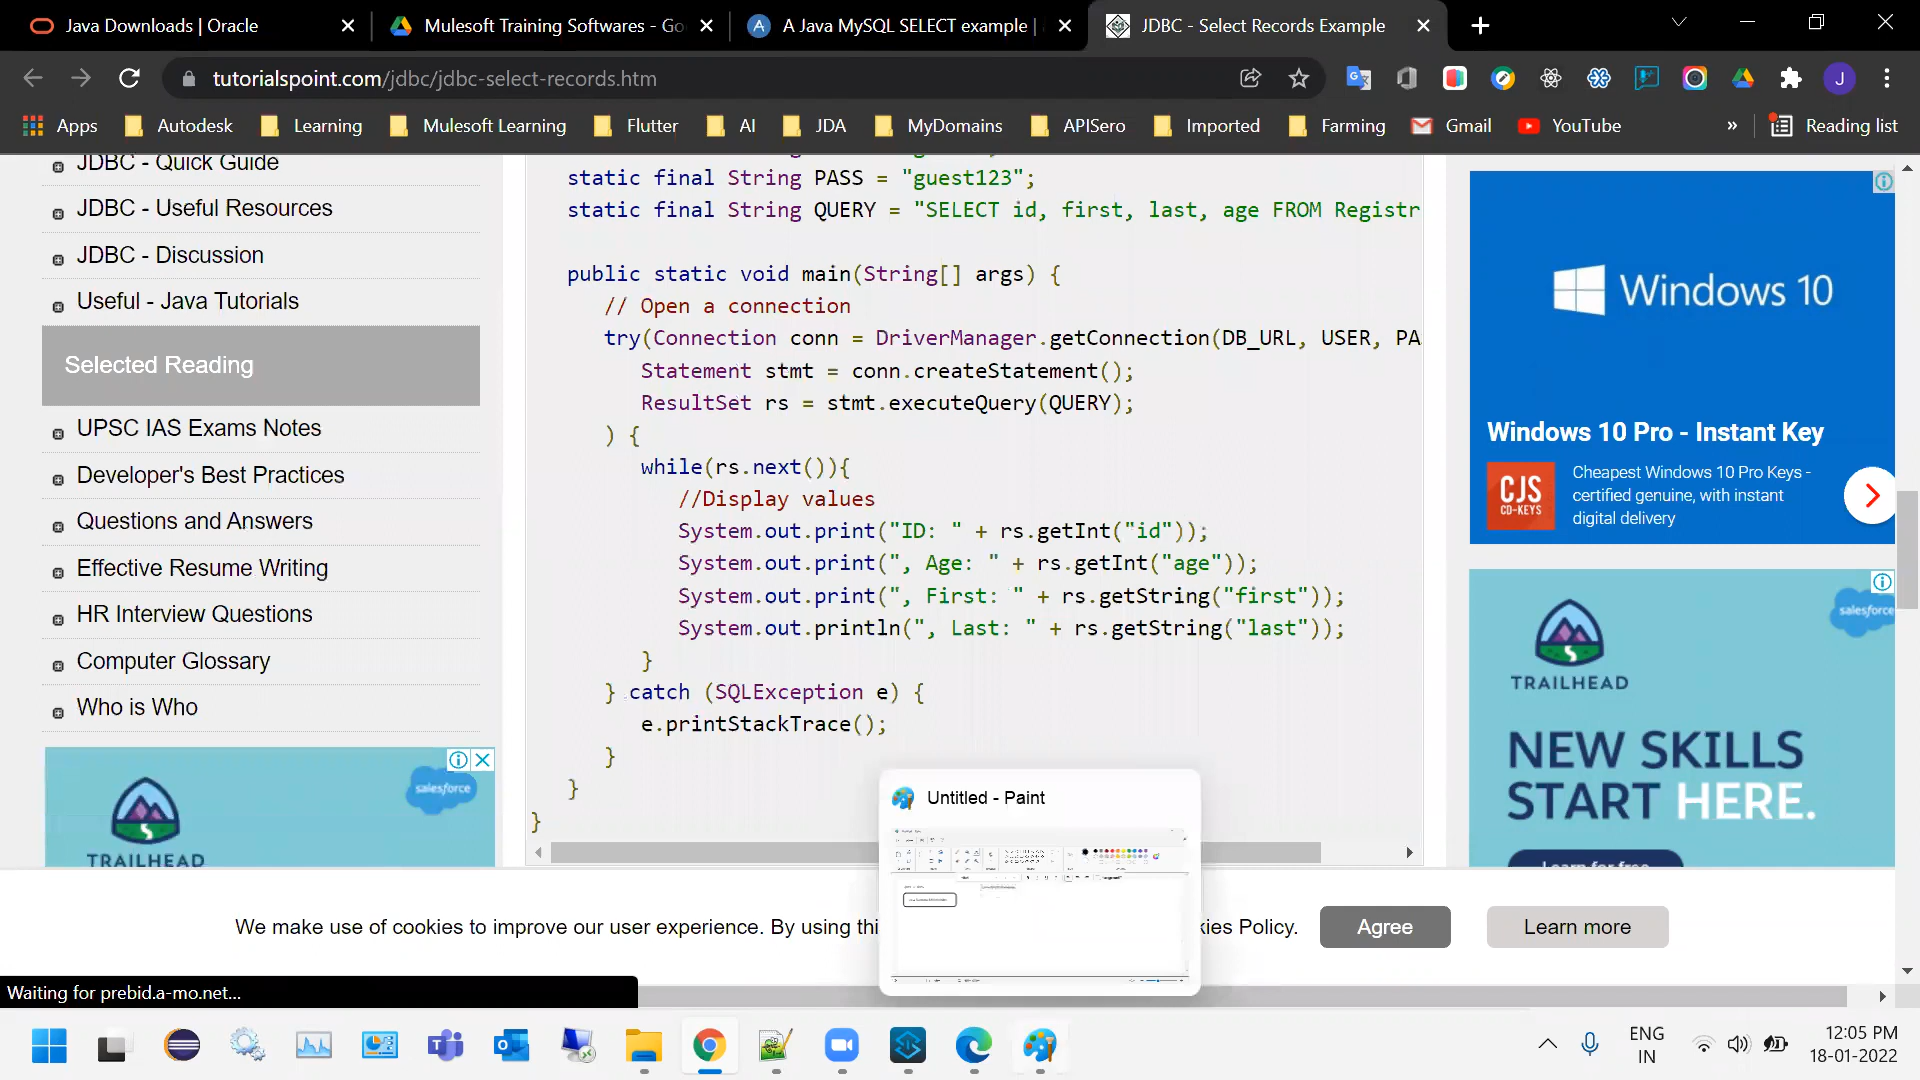 Java Downloads | Oracle
Mulesoft Training Softwares - Go
A Java MySQL SELECT example |
JDBC - Select Records Example
tutorialspoint.com/jdbc/jdbc-select-records.htm
J
Apps
Autodesk
Learning
Mulesoft Learning
Flutter
AI
JDA
MyDomains
APISero
Imported
Farming
Gmail
YouTube
»
Reading list
JDBC - Quick Guide
JDBC - Useful Resources
JDBC - Discussion
Useful - Java Tutorials
Selected Reading
UPSC IAS Exams Notes
Developer's Best Practices
Questions and Answers
Effective Resume Writing
HR Interview Questions
Computer Glossary
Who is Who
salesforce
TRAILHEAD
static final String PASS = "guest123";
static final String QUERY = "SELECT id, first, last, age FROM Registr
public static void main(String[] args) {
// Open a connection
try(Connection conn = DriverManager.getConnection(DB_URL, USER, PA
Statement stmt = conn.createStatement();
ResultSet rs = stmt.executeQuery(QUERY);
) {
while(rs.next()){
//Display values
System.out.print("ID: " + rs.getInt("id"));
System.out.print(", Age: " + rs.getInt("age"));
System.out.print(", First: " + rs.getString("first"));
System.out.println(", Last: " + rs.getString("last"));
}
} catch (SQLException e) {
e.printStackTrace();
}
}
}
Windows 10
Windows 10 Pro - Instant Key
CJS
CD-KEYS
Cheapest Windows 10 Pro Keys -
certified genuine, with instant
digital delivery
salesforce
TRAILHEAD
NEW SKILLS
START HERE.
Learn for free
Untitled - Paint
We make use of cookies to improve our user experience. By using thi
kies Policy.
Agree
Learn more
Waiting for prebid.a-mo.net...
ENG
IN
12:05 PM
18-01-2022